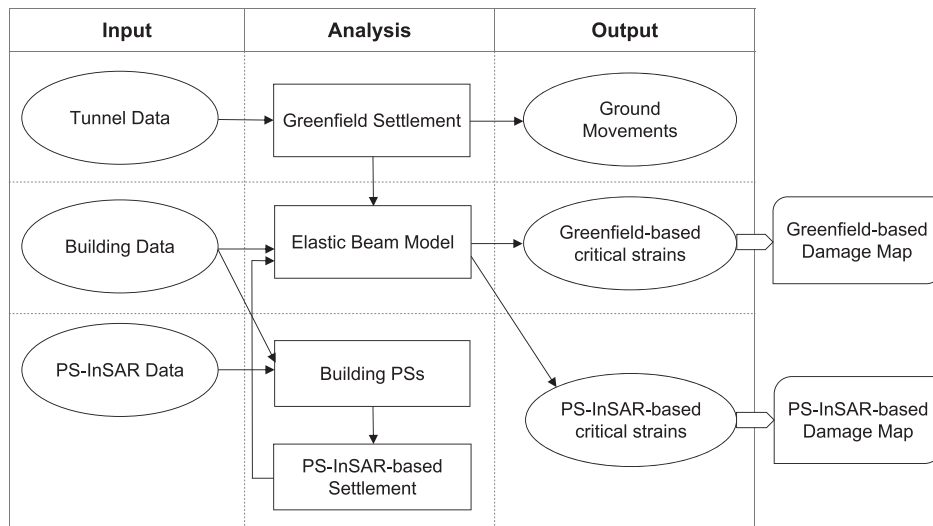 Input
Analysis
Output
Tunnel Data
Greenfield Settlement
Ground
Movements
Building Data
Elastic Beam Model
Greenfield-based
critical strains
Greenfield-based
Damage Map
PS-InSAR Data
Building PSs
PS-InSAR-based
critical strains
PS-InSAR-based
Damage Map
PS-InSAR-based
Settlement